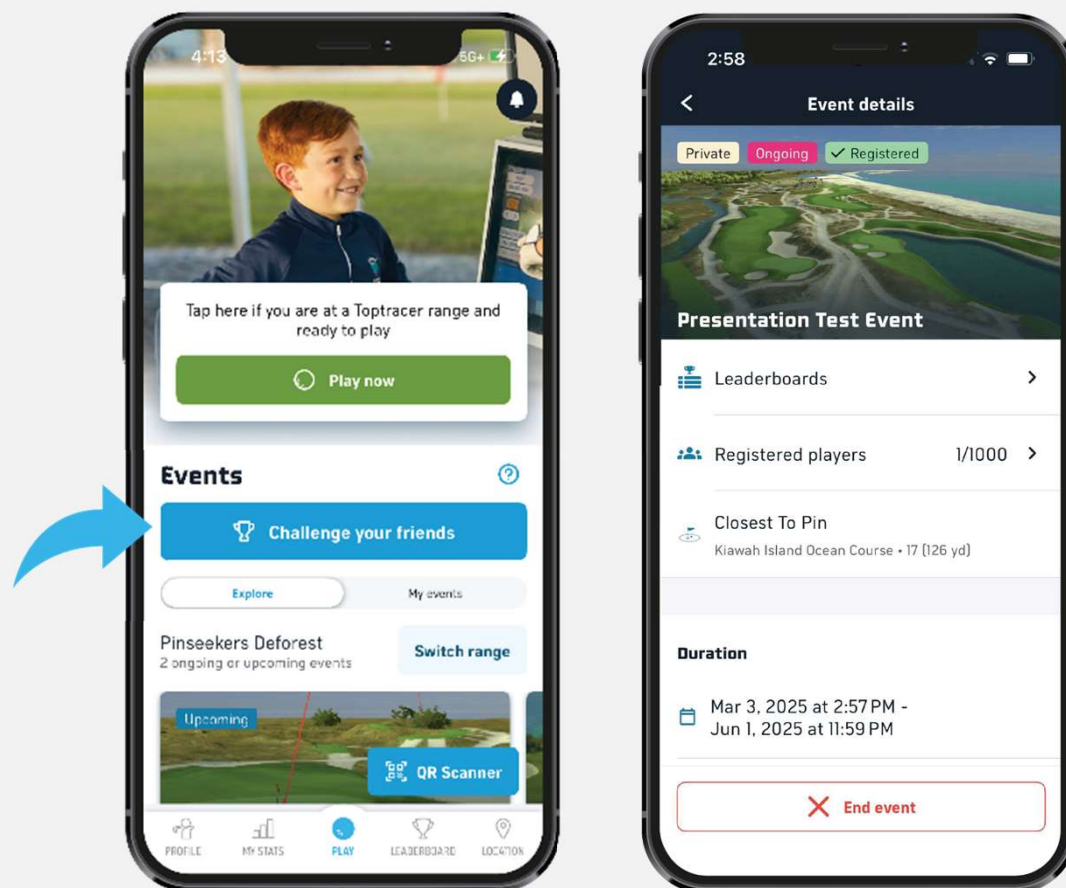 4:13
5G+
Tap here if you are at a Toptracer range and
ready to play
Play now
Events
Challenge your friends
Explore
My events
Pinseekers Deforest
2 ongoing or upcoming events
Switch range
Upcoming
QR Scanner
PROFILE
MY STATS
PLAY
LEADERBOARD
LOCATION
2:58
Event details
Private
Ongoing
Registered
Presentation Test Event
Leaderboards
Registered players
1/1000
Closest To Pin
Kiawah Island Ocean Course • 17 (126 yd)
Duration
Mar 3, 2025 at 2:57 PM -
Jun 1, 2025 at 11:59 PM
End event